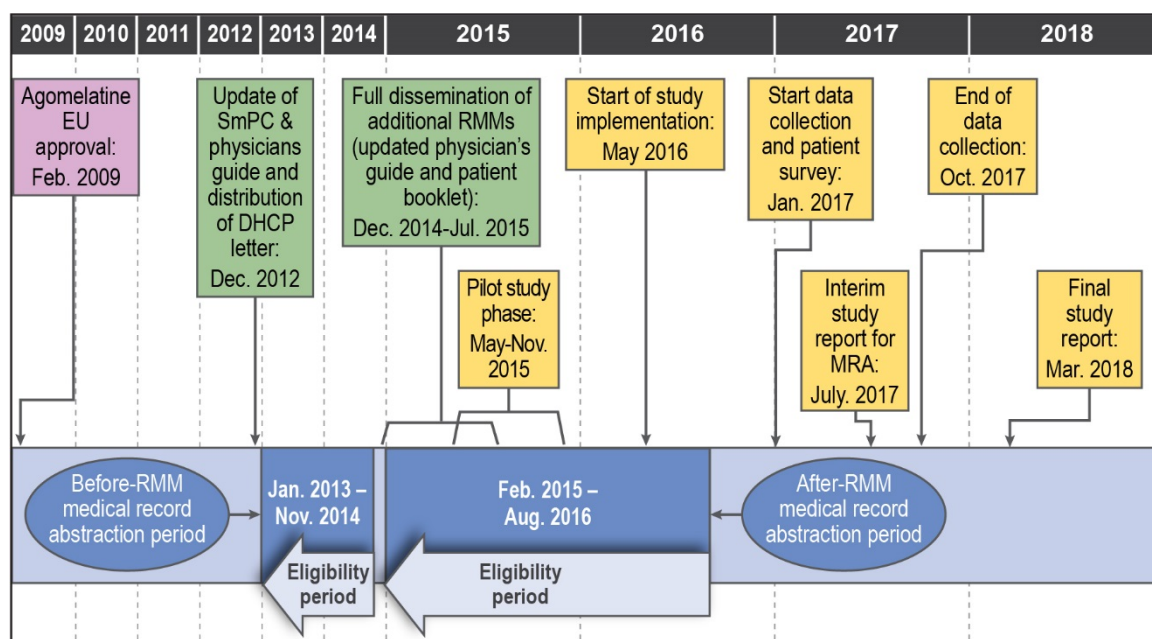 2009 2010 2011 2012 2013 2014 2015 2016 2017 2018
Agomelatine
EU
approval:
Feb. 2009
Update of
SmPC &
physicians
guide and
distribution
of DHCP
letter:
Dec. 2012
Full dissemination of
additional RMMs
(updated physician’s
guide and patient
booklet):
Dec. 2014-Jul. 2015
Pilot study
phase:
May-Nov.
2015
Start of study
implementation:
May 2016
Start data
collection
and patient
survey:
Jan. 2017
Interim
study
report for
MRA:
July. 2017
End of
data
collection:
Oct. 2017
Final
study
report:
Mar. 2018
Before-RMM
medical record
abstraction period
Jan. 2013 –
Nov. 2014
Eligibility
period
Feb. 2015 –
Aug. 2016
Eligibility
period
After-RMM
medical record
abstraction period